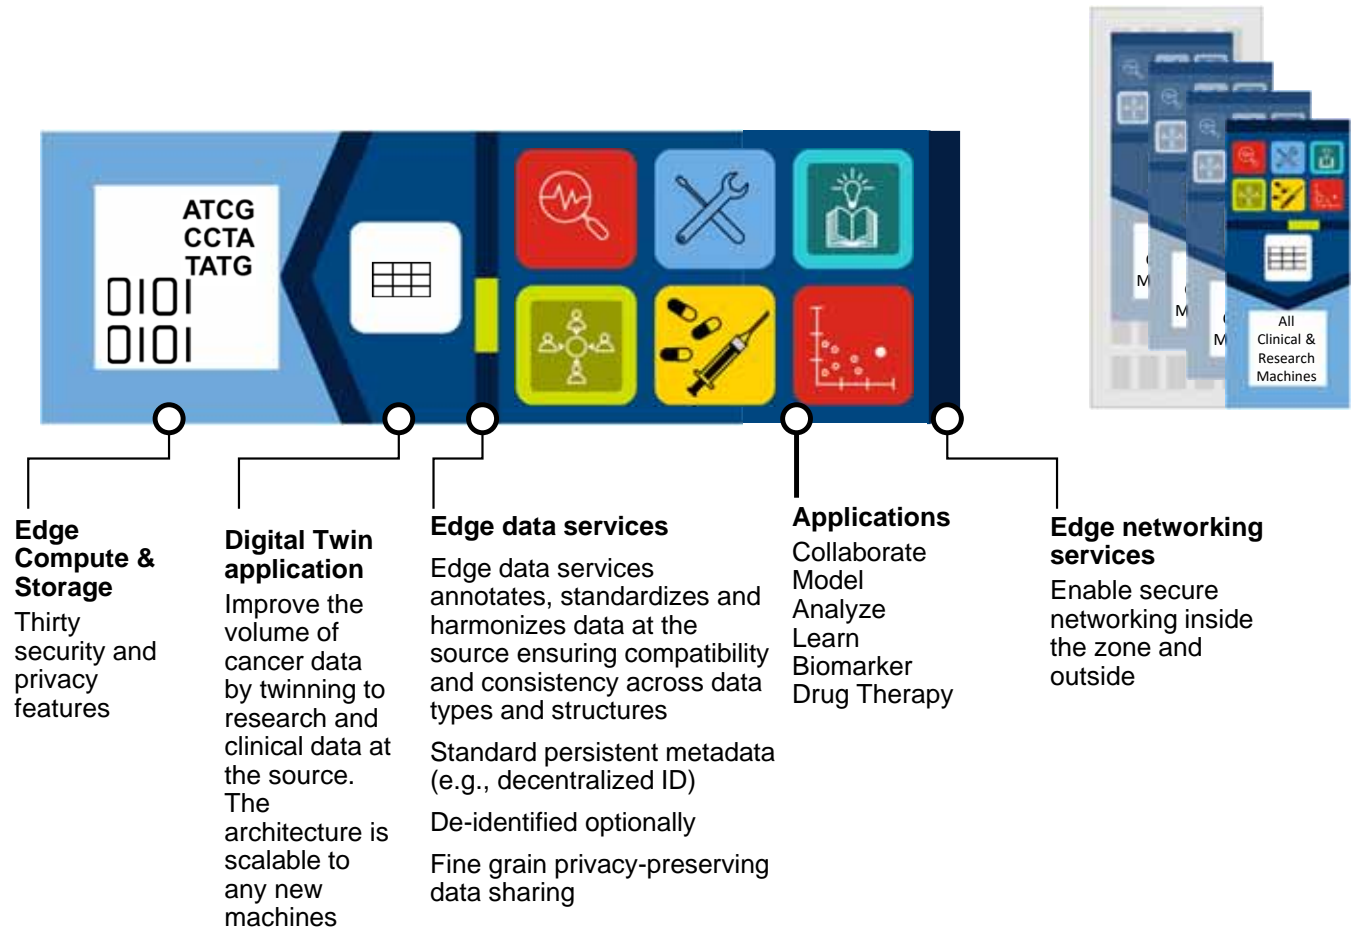 ATCG
CCTA
TATG
0101
0101
All
Clinical &
Research
Machines
M
M
M
Edge
Compute &
Storage
Thirty
security and
privacy
features
Digital Twin
application
Improve the
volume of
cancer data
by twinning to
research and
clinical data at
the source.
The
architecture is
scalable to
any new
machines
Edge data services
Edge data services
annotates, standardizes and
harmonizes data at the
source ensuring compatibility
and consistency across data
types and structures
Standard persistent metadata
(e.g., decentralized ID)
De-identified optionally
Fine grain privacy-preserving
data sharing
Applications
Collaborate
Model
Analyze
Learn
Biomarker
Drug Therapy
Edge networking
services
Enable secure
networking inside
the zone and
outside